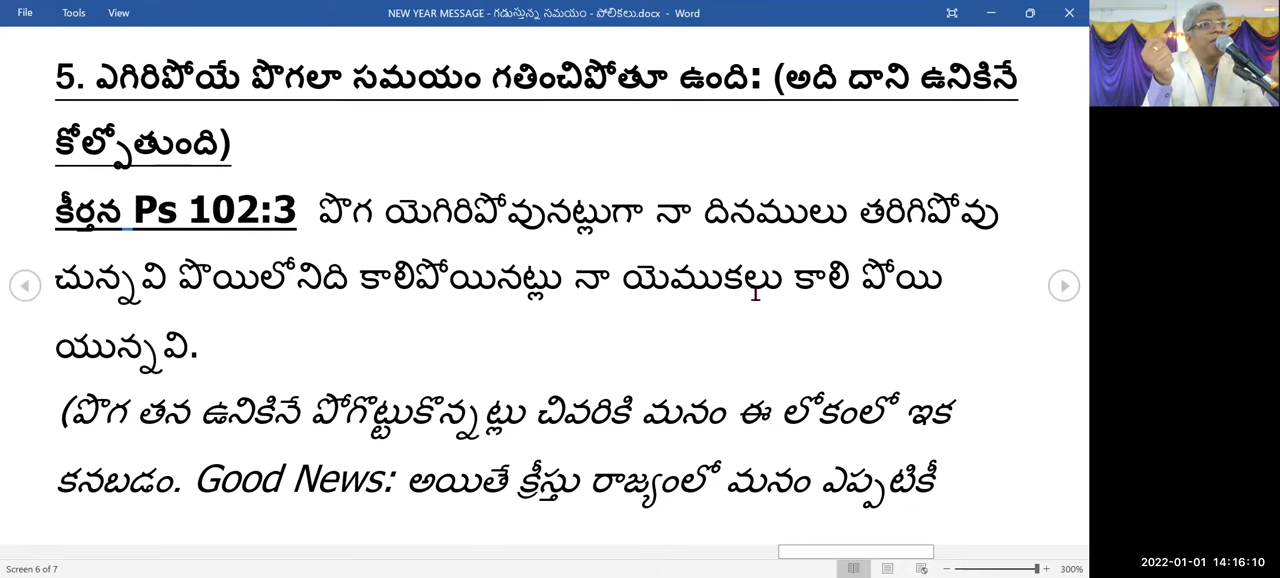 File Tools View NEW YEAR MESSAGE - గడుస్తున్న సమయం - పోలికలు.docx - Word
5. ఎగిరిపోయే పొగలా సమయం గతించిపోతూ ఉంది: (అది దాని ఉనికినే
కోల్పోతుంది)
కీర్తన Ps 102:3 పొగ యెగిరిపోవునట్లుగా నా దినములు తరిగిపోవు
చున్నవి పొయిలోనిది కాలిపోయినట్లు నా యెముకలు కాలి పోయి
యున్నవి.
(పొగ తన ఉనికినే పోగొట్టుకొన్నట్లు చివరికి మనం ఈ లోకంలో ఇక
కనబడం. Good News: అయితే క్రీస్తు రాజ్యంలో మనం ఎప్పటికీ
Screen 6 of 7 300%
2022-01-01 14:16:10